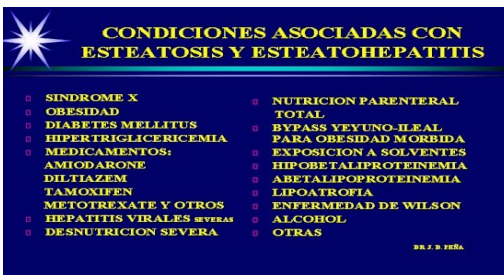 CONDICIONES ASOCIADAS CON
ESTEATOSIS Y ESTEATOHEPATITIS
SINDROME X
OBESIDAD
DIABETES MELLITUS
HIPERTRIGLICERICEMIA
MEDICAMENTOS:
AMIODARONE
DILTIAZEM
TAMOXIFEN
METOTREXATE Y OTROS
HEPATITIS VIRALES SEVERAS
DESNUTRICION SEVERA
NUTRICION PARENTERAL
TOTAL
BYPASS YEYUNO-ILEAL
PARA OBESIDAD MORBIDA
EXPOSICION A SOLVENTES
HIPOBETALIPROTEINEMIA
ABETALIPOPROTEINEMIA
LIPOATROFIA
ENFERMEDAD DE WILSON
ALCOHOL
OTRAS
DR J. D. PEÑA